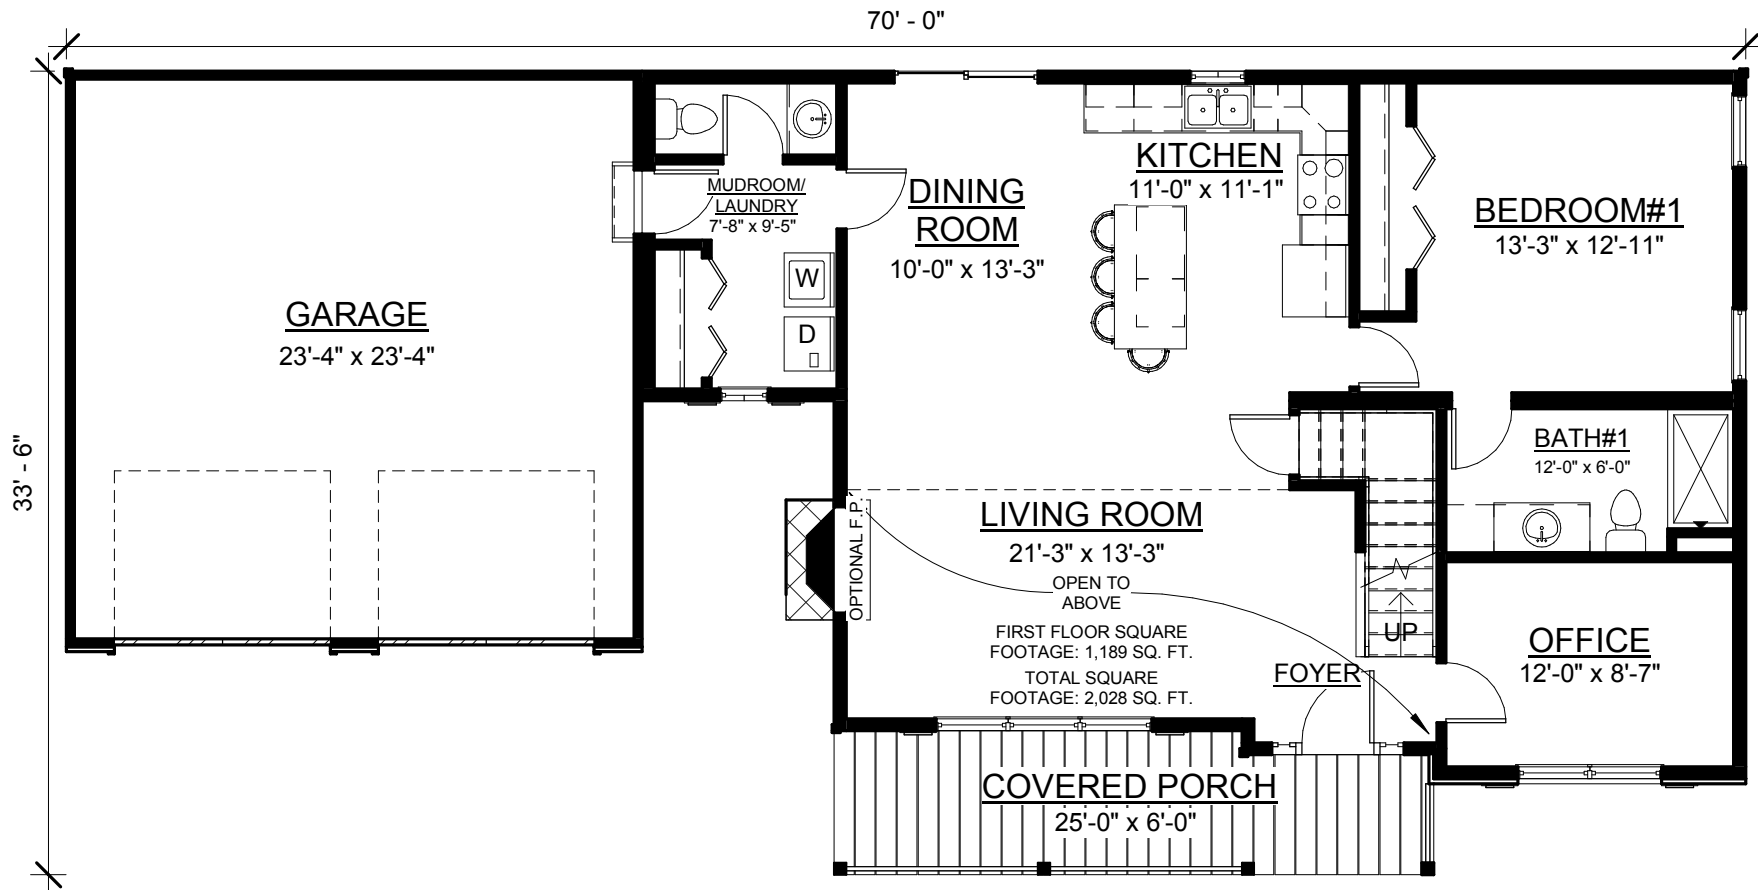 70' - 0"
33' - 6"
GARAGE
23'-4" x 23'-4"
MUDROOM/
LAUNDRY
7'-8" x 9'-5"
W
D
DINING
ROOM
10'-0" x 13'-3"
KITCHEN
11'-0" x 11'-1"
BEDROOM#1
13'-3" x 12'-11"
BATH#1
12'-0" x 6'-0"
OPTIONAL F.P.
LIVING ROOM
21'-3" x 13'-3"
OPEN TO
ABOVE
FIRST FLOOR SQUARE
FOOTAGE: 1,189 SQ. FT.
TOTAL SQUARE
FOOTAGE: 2,028 SQ. FT.
UP
FOYER
OFFICE
12'-0" x 8'-7"
COVERED PORCH
25'-0" x 6'-0"